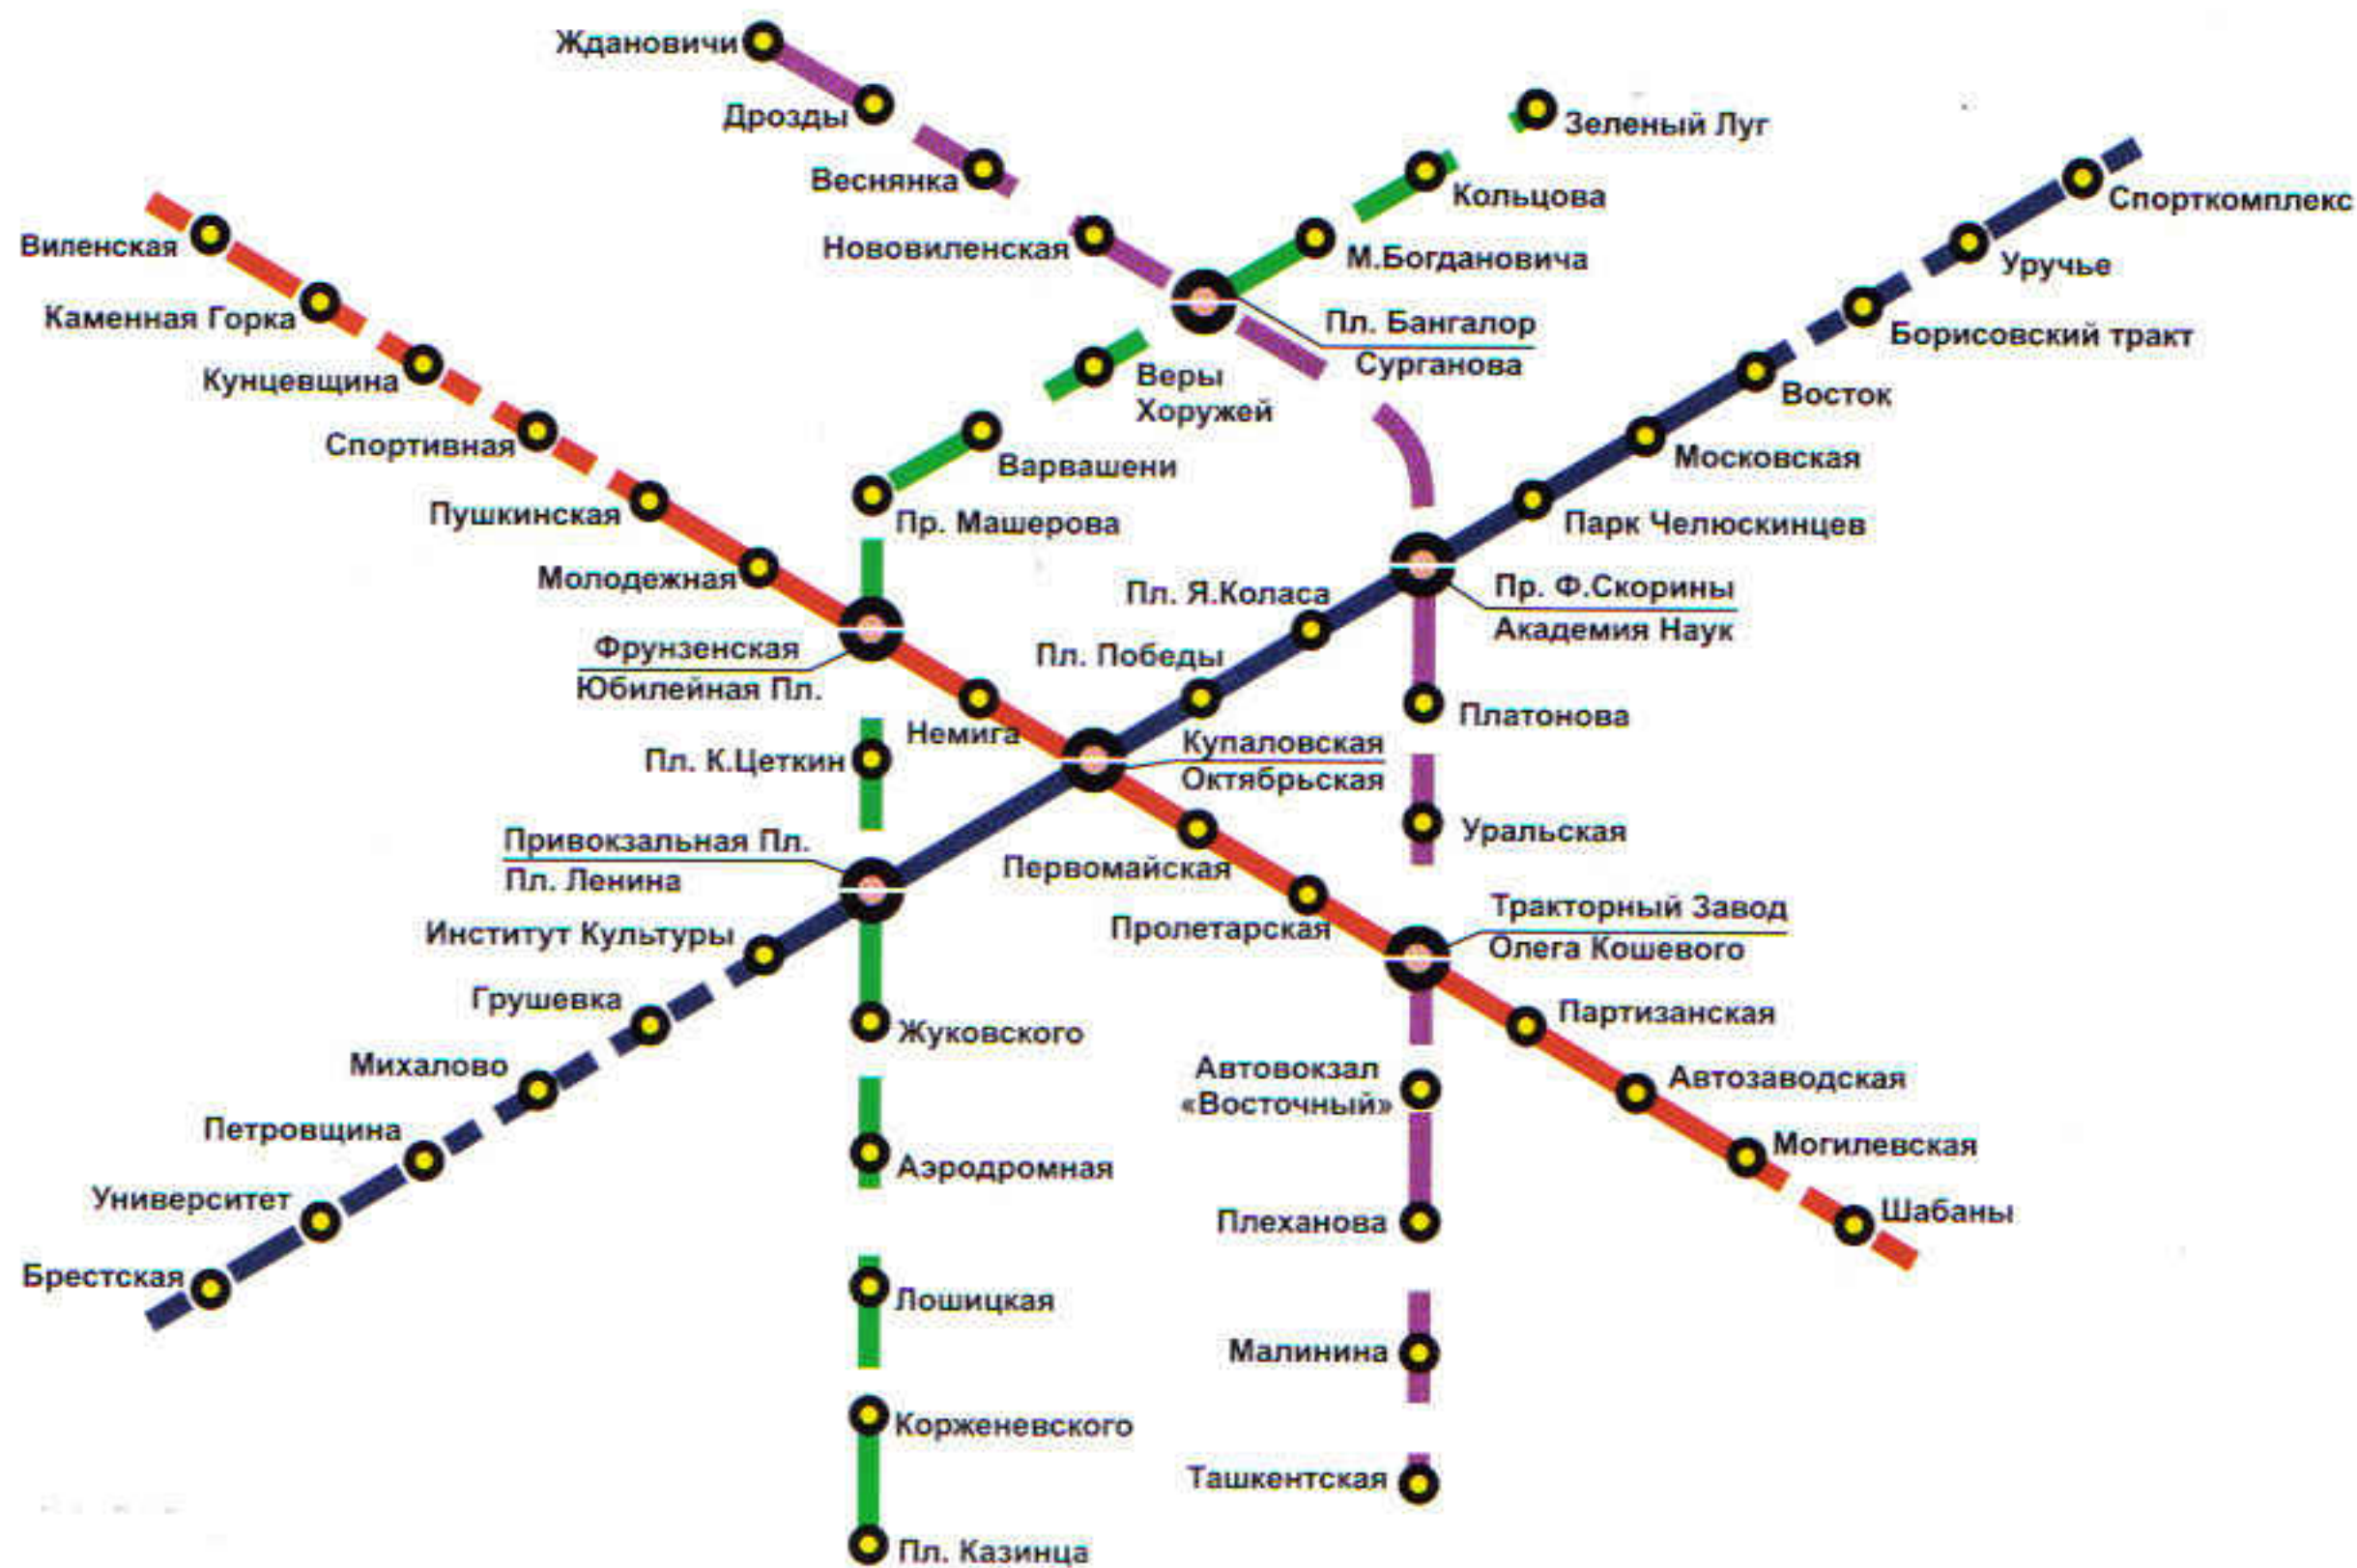 Ждановичи
Дрозды
Веснянка
Нововиленская
Зеленый Луг
Кольцова
М.Богдановича
Пл. Бангалор
Сурганова
Веры
Хоружей
Варвашени
Пр. Машерова
Спорткомплекс
Уручье
Борисовский тракт
Восток
Московская
Парк Челюскинцев
Пр. Ф.Скорины
Академия Наук
Пл. Я.Коласа
Пл. Победы
Виленская
Каменная Горка
Кунцевщина
Спортивная
Пушкинская
Молодежная
Фрунзенская
Юбилейная Пл.
Немига
Купаловская
Октябрьская
Пл. К.Цеткин
Привокзальная Пл.
Пл. Ленина
Институт Культуры
Грушевка
Михалово
Петровщина
Университет
Брестская
Первомайская
Пролетарская
Платонова
Уральская
Тракторный Завод
Олега Кошевого
Партизанская
Автозаводская
Могилевская
Шабаны
Жуковского
Аэродромная
Лошицкая
Корженевского
Пл. Казинца
Автовокзал
«Восточный»
Плеханова
Малинина
Ташкентская